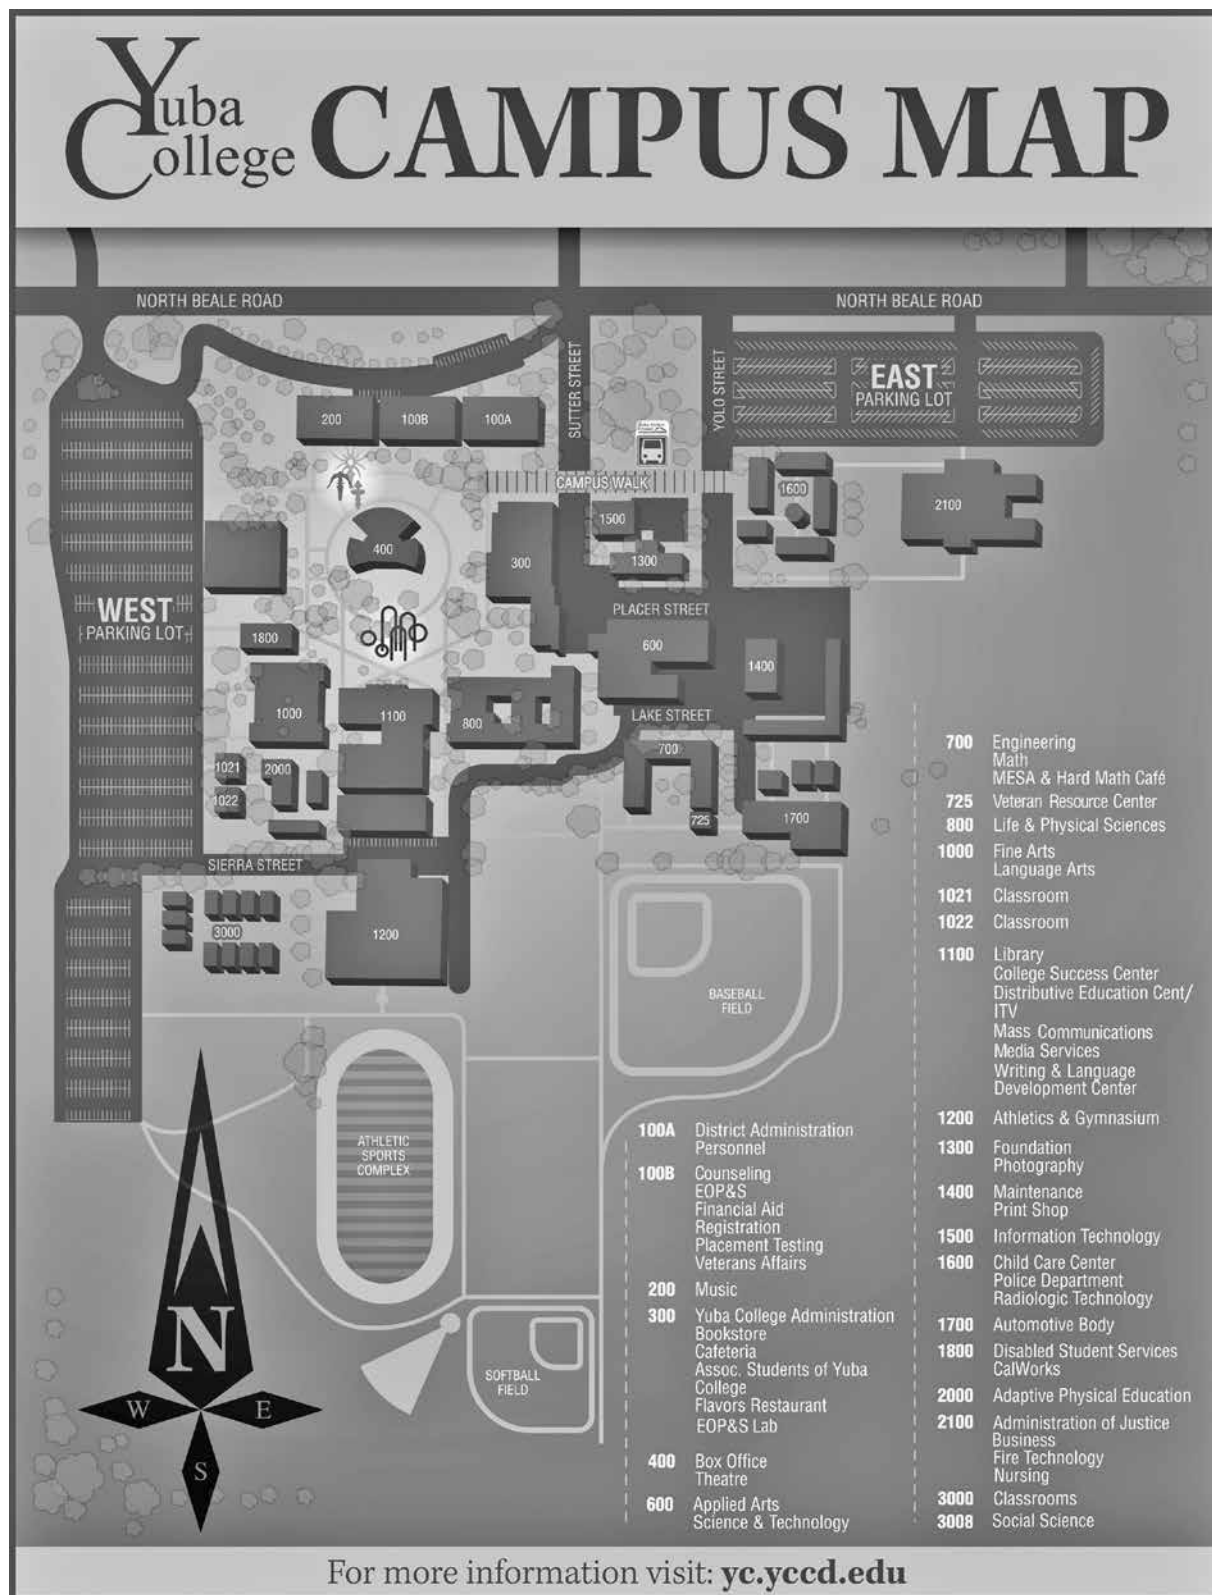 Yuba
College
CAMPUS MAP
NORTH BEALE ROAD
NORTH BEALE ROAD
SUTTER STREET
YOLO STREET
EAST
PARKING LOT
200
100B
100A
CAMPUS WALK
1600
2100
1500
400
300
1300
WEST
PARKING LOT
PLACER STREET
1800
600
1400
1000
1100
800
LAKE STREET
700
1021
2000
1022
725
1700
SIERRA STREET
3000
1200
BASEBALL
FIELD
ATHLETIC
SPORTS
COMPLEX
SOFTBALL
FIELD
N
W
E
S
100A District Administration
Personnel
100B Counseling
EOP&S
Financial Aid
Registration
Placement Testing
Veterans Affairs
200 Music
300 Yuba College Administration
Bookstore
Cafeteria
Assoc. Students of Yuba
College
Flavors Restaurant
EOP&S Lab
400 Box Office
Theatre
600 Applied Arts
Science & Technology
700 Engineering
Math
MESA & Hard Math Café
725 Veteran Resource Center
800 Life & Physical Sciences
1000 Fine Arts
Language Arts
1021 Classroom
1022 Classroom
1100 Library
College Success Center
Distributive Education Cent/
ITV
Mass Communications
Media Services
Writing & Language
Development Center
1200 Athletics & Gymnasium
1300 Foundation
Photography
1400 Maintenance
Print Shop
1500 Information Technology
1600 Child Care Center
Police Department
Radiologic Technology
1700 Automotive Body
1800 Disabled Student Services
CalWorks
2000 Adaptive Physical Education
2100 Administration of Justice
Business
Fire Technology
Nursing
3000 Classrooms
3008 Social Science
For more information visit: yc.yccd.edu